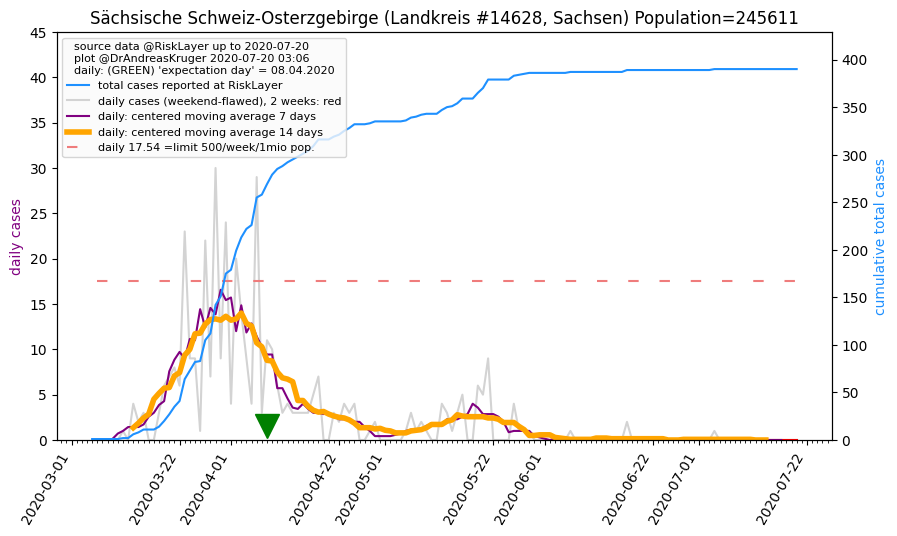 Sächsische Schweiz-Osterzgebirge (Landkreis #14628, Sachsen) Population=245611
source data @RiskLayer up to 2020-07-20
plot @DrAndreasKruger 2020-07-20 03:06
daily: (GREEN) 'expectation day' = 08.04.2020
total cases reported at RiskLayer
daily cases (weekend-flawed), 2 weeks: red
daily: centered moving average 7 days
daily: centered moving average 14 days
daily 17.54 =limit 500/week/1mio pop.
daily cases
45
40
35
30
25
20
15
10
5
0
cumulative total cases
400
350
300
250
200
150
100
50
0
2020-03-01
2020-03-22
2020-04-01
2020-04-22
2020-05-01
2020-05-22
2020-06-01
2020-06-22
2020-07-01
2020-07-22